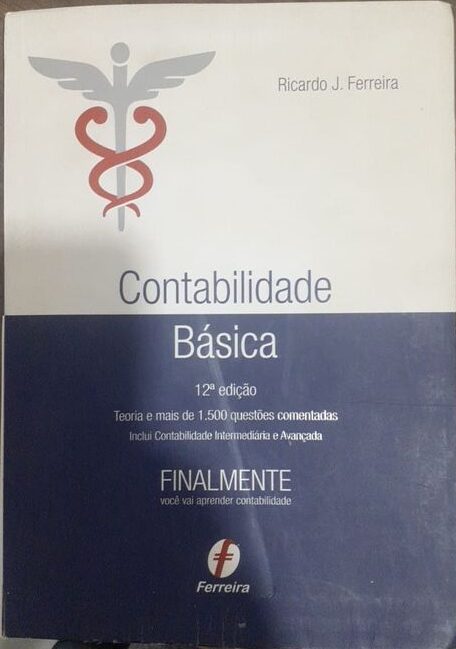 Ricardo J. Ferreira
Contabilidade
Básica
12ª edição
Teoria e mais de 1.500 questões comentadas
Inclui Contabilidade Intermediária e Avançada
FINALMENTE
você vai aprender contabilidade
Ferreira